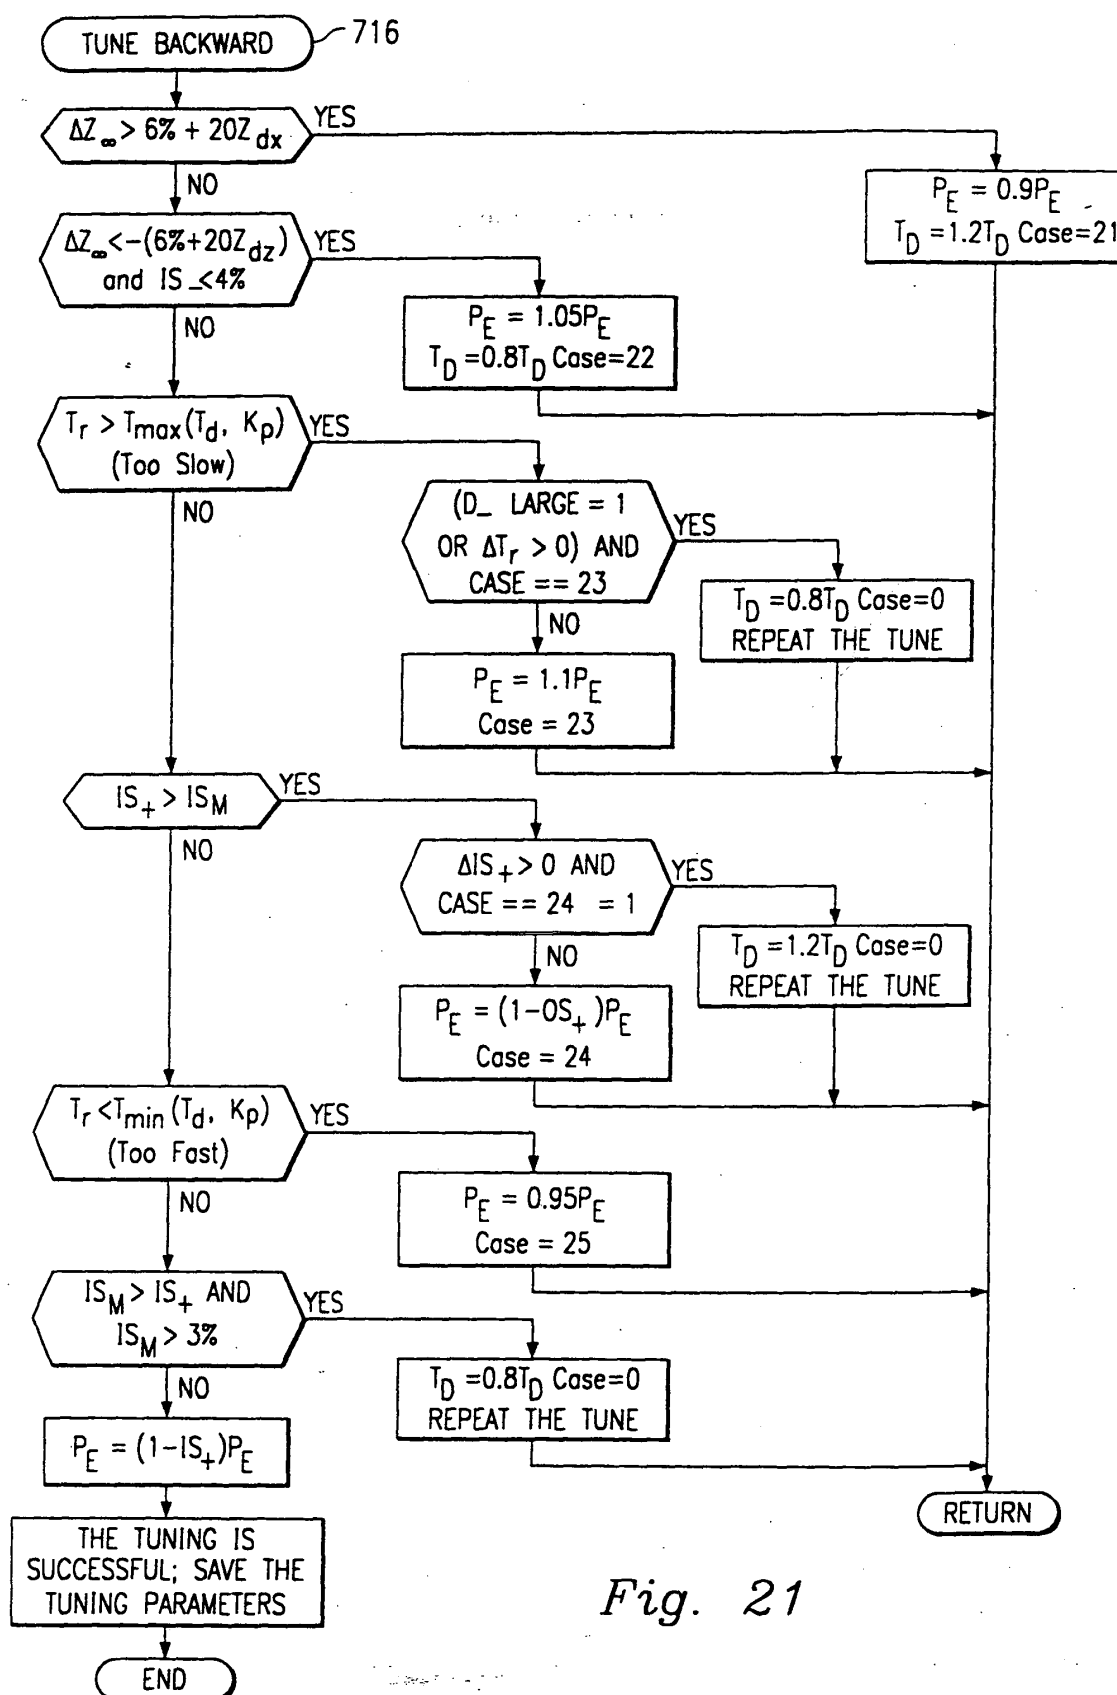 TUNE BACKWARD
716
ΔZ∞ > 6% + 20Z dx
YES
NO
P_E = 0.9P_E
T_D = 1.2T_D Case=21
ΔZ∞ < -(6%+20Z dz)
and IS_<4%
YES
NO
P_E = 1.05P_E
T_D = 0.8T_D Case=22
T_r > T_max(T_d, K_p)
(Too Slow)
YES
NO
(D_ LARGE = 1
OR ΔT_r > 0) AND
CASE == 23
YES
NO
T_D = 0.8T_D Case=0
REPEAT THE TUNE
P_E = 1.1P_E
Case = 23
IS_+ > IS_M
YES
NO
ΔIS_+ > 0 AND
CASE == 24 = 1
YES
NO
T_D = 1.2T_D Case=0
REPEAT THE TUNE
P_E = (1-OS_+)P_E
Case = 24
T_r < T_min(T_d, K_p)
(Too Fast)
YES
NO
P_E = 0.95P_E
Case = 25
IS_M > IS_+ AND
IS_M > 3%
YES
NO
T_D = 0.8T_D Case=0
REPEAT THE TUNE
P_E = (1-IS_+)P_E
RETURN
THE TUNING IS
SUCCESSFUL; SAVE THE
TUNING PARAMETERS
END
Fig. 21